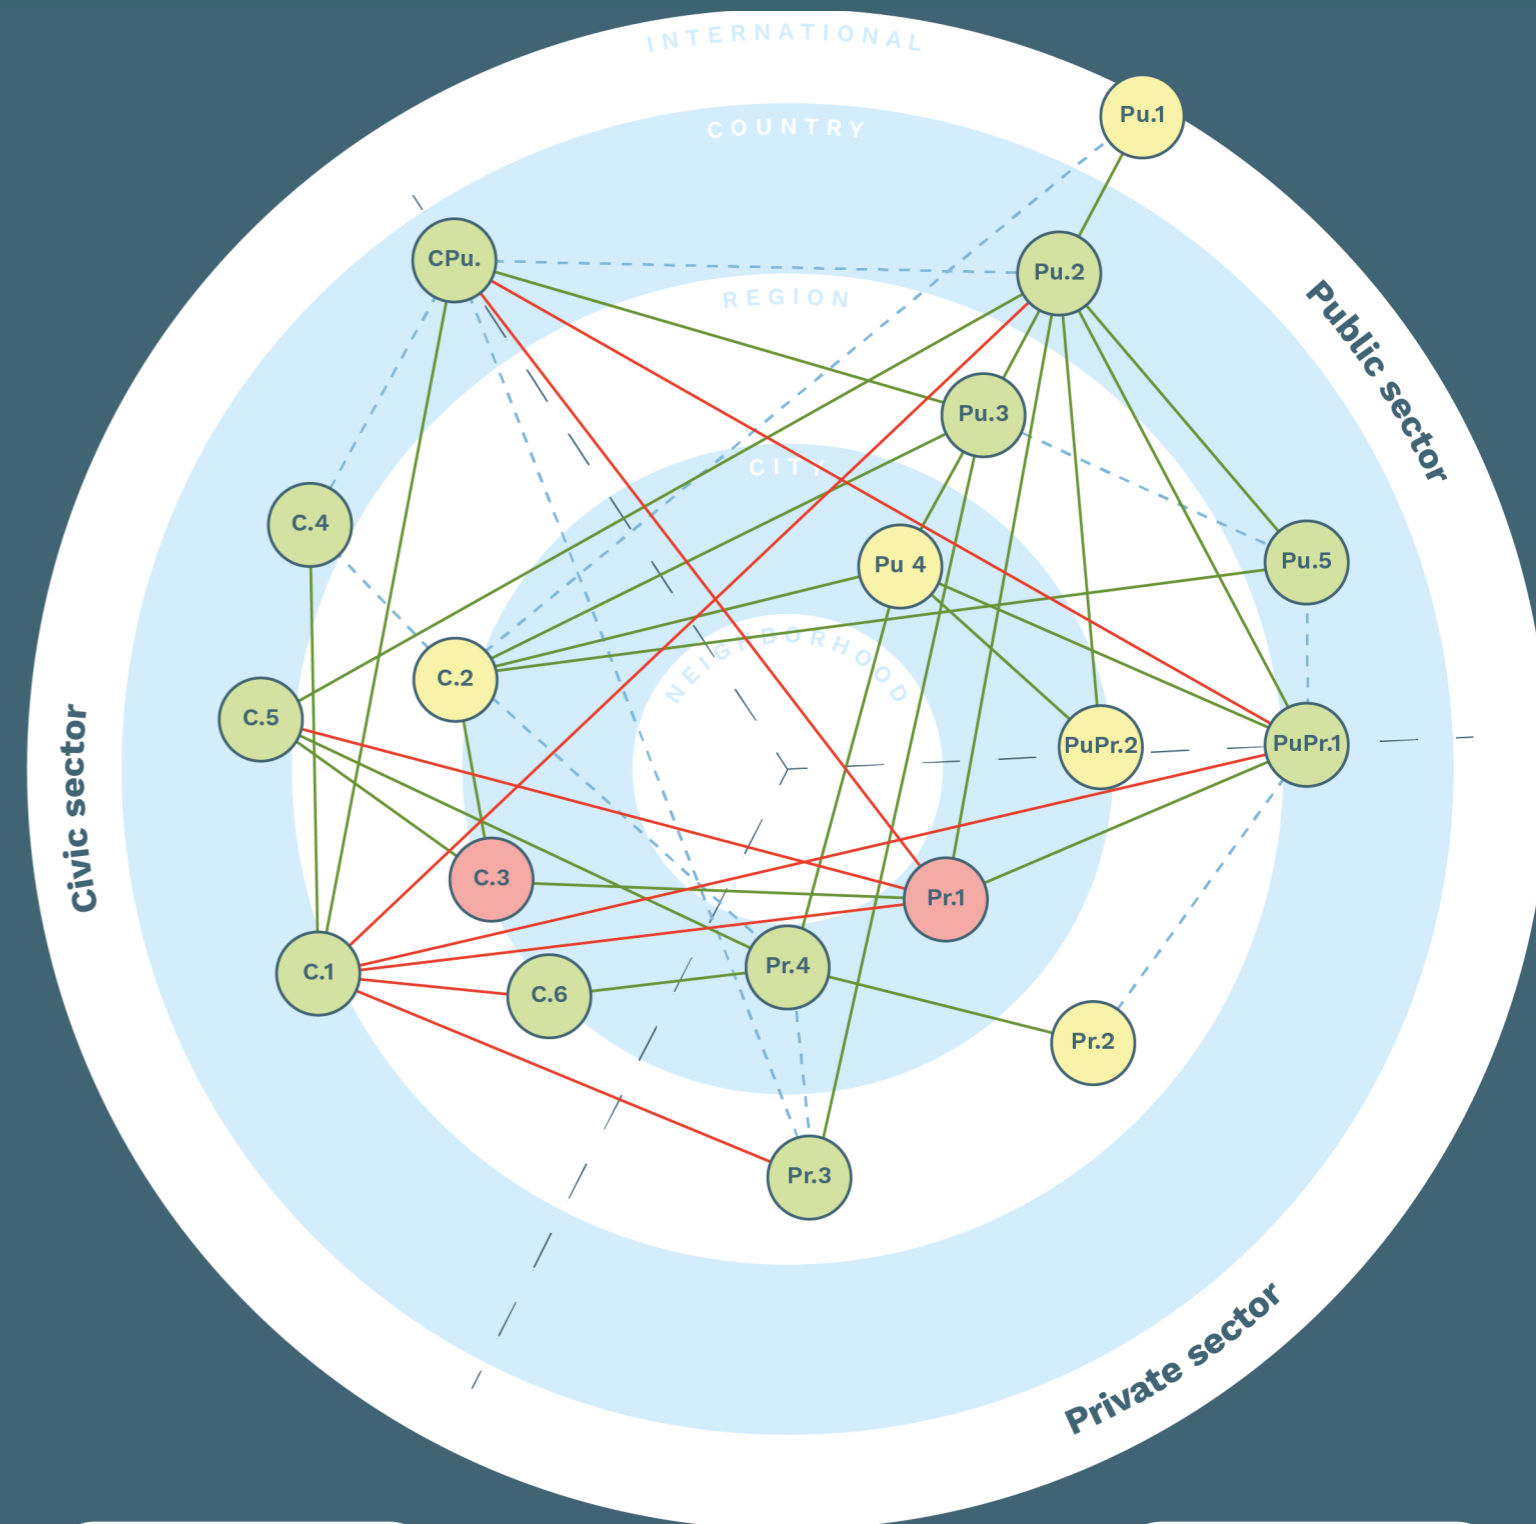 INTERNATIONAL
Pu.1
COUNTRY
CPu.
Pu.2
REGION
Public sector
Pu.3
CITY
C.4
Pu 4
Pu.5
NEIGHBORHOOD
C.2
C.5
PuPr.2
PuPr.1
Civic sector
C.3
Pr.1
C.1
Pr.4
C.6
Pr.2
Pr.3
Private sector